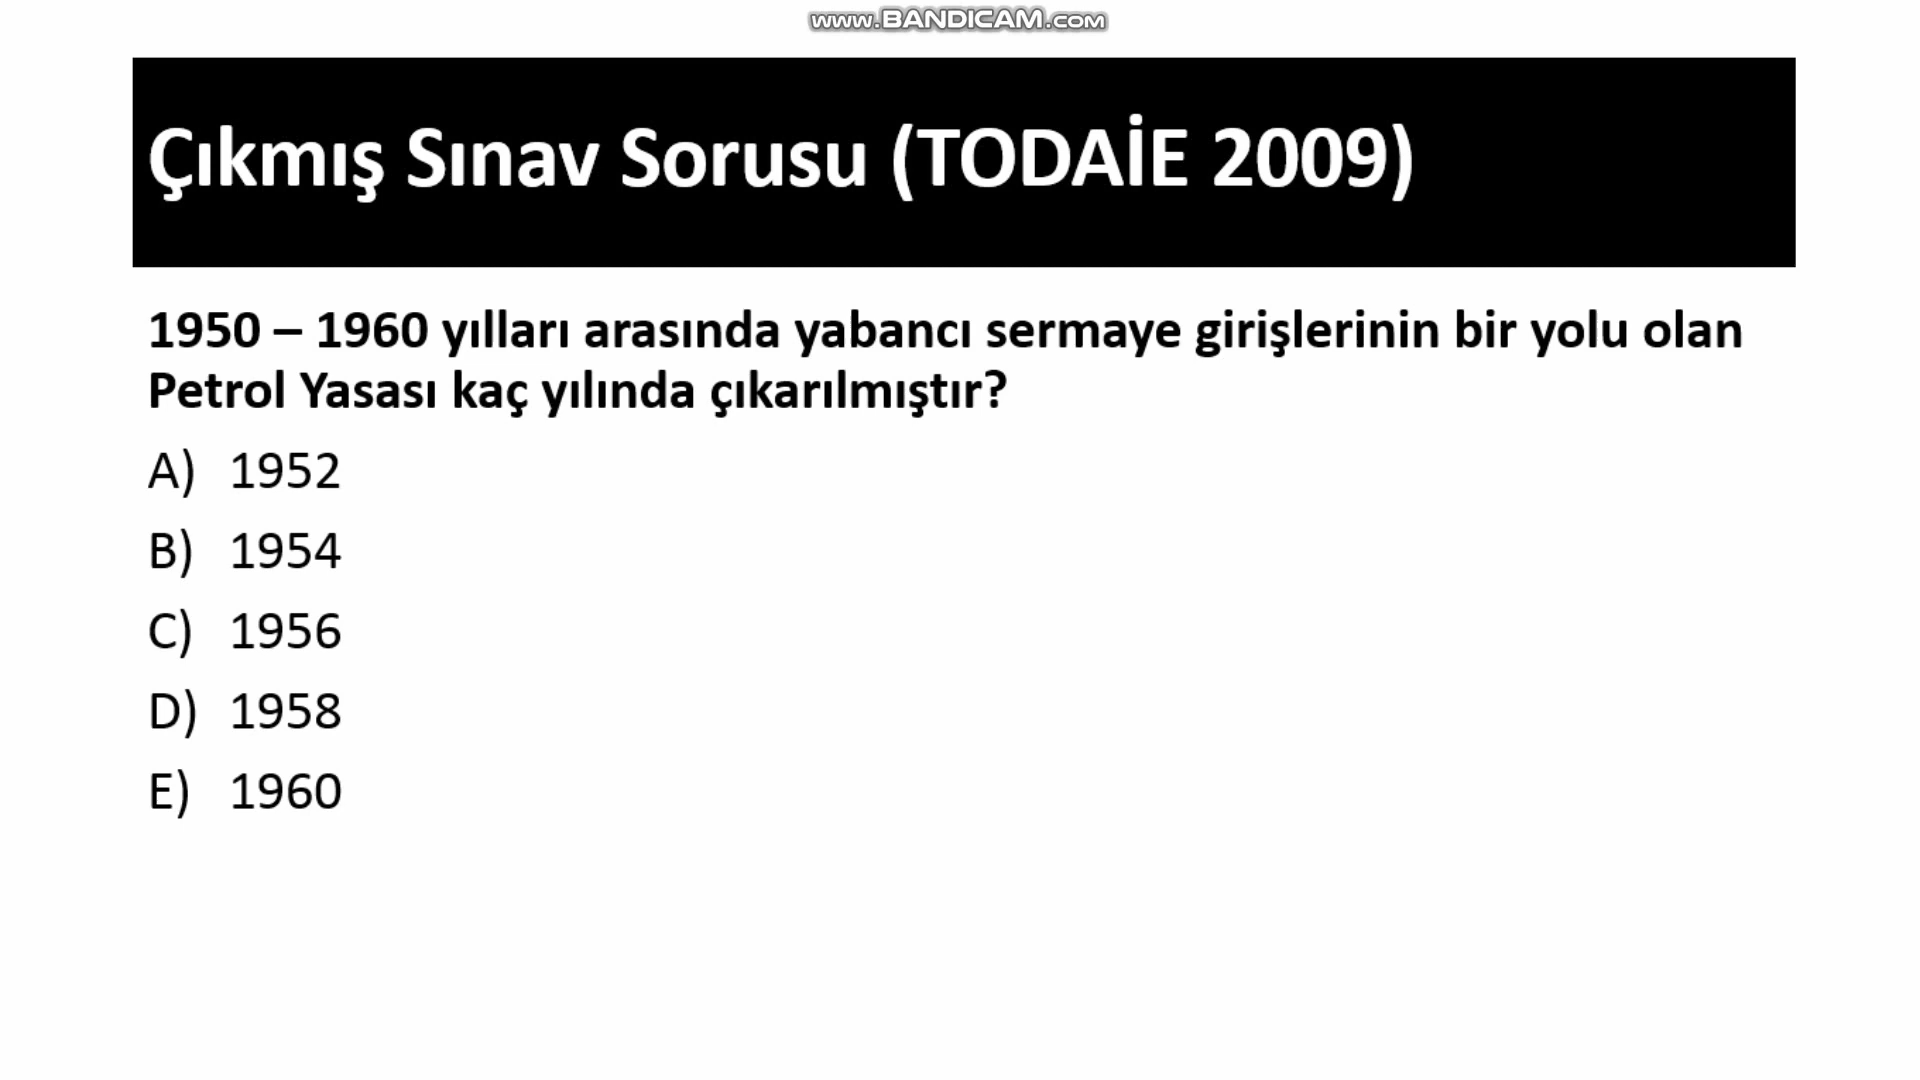 www.BANDICAM.com
Çıkmış Sınav Sorusu (TODAİE 2009)
1950 – 1960 yılları arasında yabancı sermaye girişlerinin bir yolu olan
Petrol Yasası kaç yılında çıkarılmıştır?
A) 1952
B) 1954
C) 1956
D) 1958
E) 1960